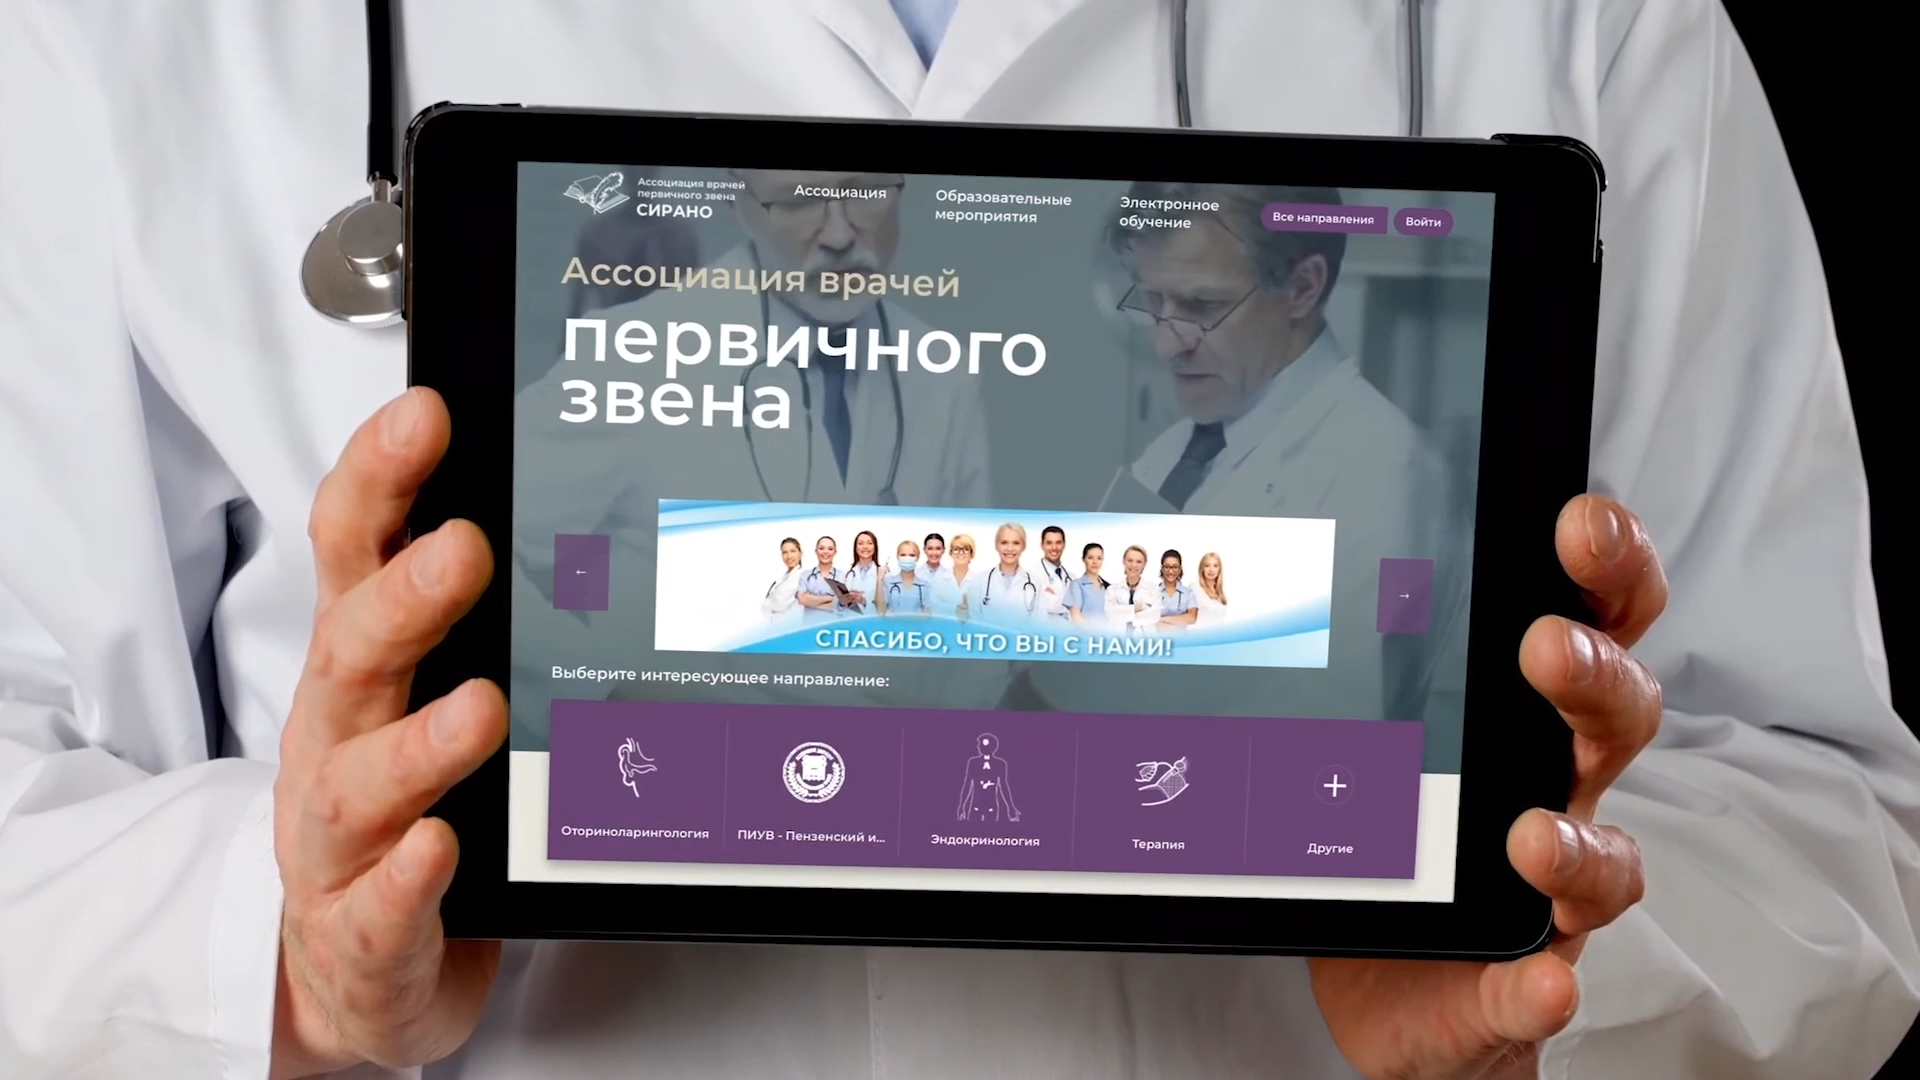 Ассоциация врачей
первичного звена
СИРАНО
Ассоциация
Образовательные
мероприятия
Электронное
обучение
Все направления
Войти
Ассоциация врачей
первичного
звена
←
СПАСИБО, ЧТО ВЫ С НАМИ!
→
Выберите интересующее направление:
Оториноларингология
ПИУВ - Пензенский и...
Эндокринология
Терапия
+
Другие